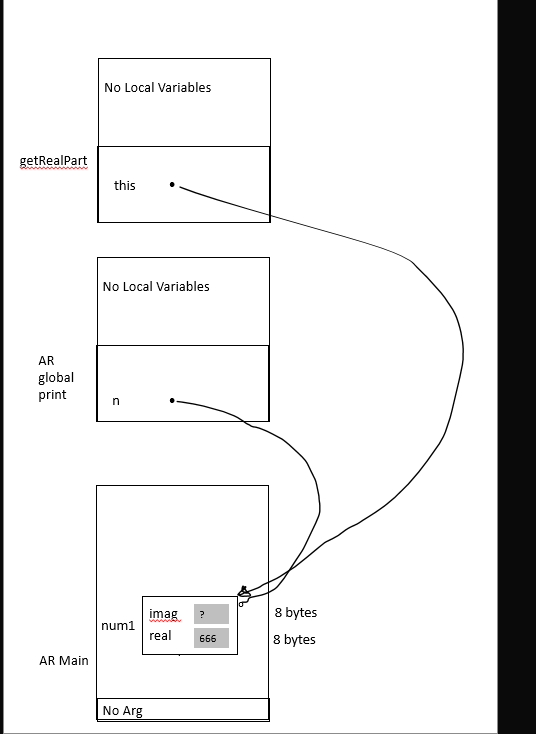 No Local Variables
getRealPart
this
No Local Variables
AR
global
print
n
imag ?
8 bytes
num1
real 666
8 bytes
AR Main
No Arg